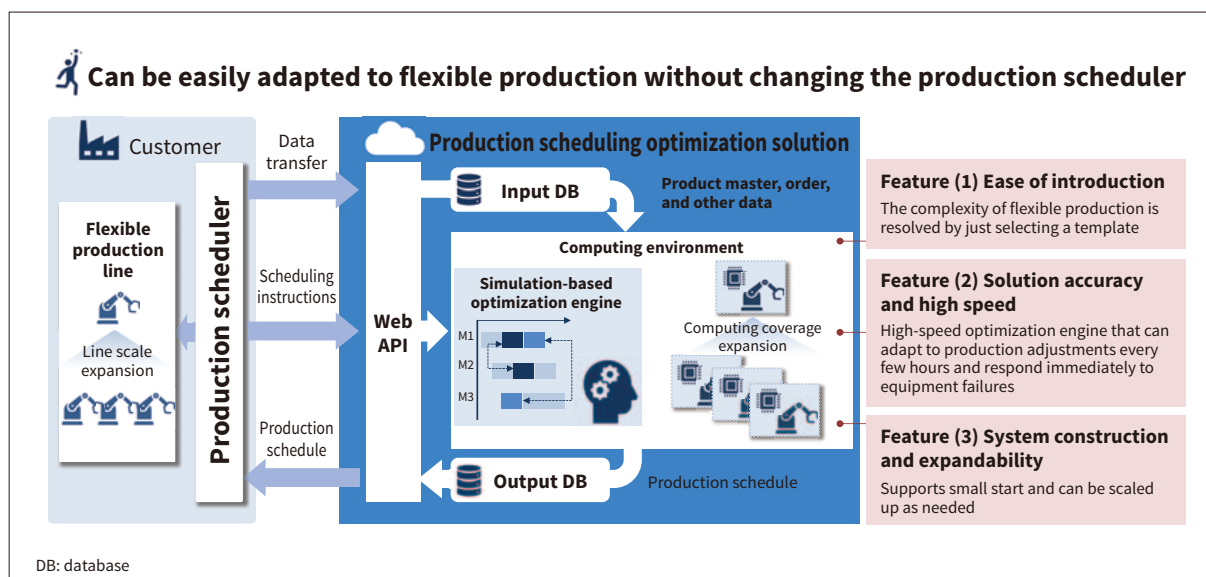 Can be easily adapted to flexible production without changing the production scheduler
Customer
Flexible
production
line
Line scale
expansion
Production scheduler
Data
transfer
Scheduling
instructions
Production
schedule
Production scheduling optimization solution
Web
API
Input DB
Product master, order,
and other data
Computing environment
Simulation-based
optimization engine
M1
M2
M3
Computing coverage
expansion
Output DB
Production schedule
Feature (1) Ease of introduction
The complexity of flexible production is
resolved by just selecting a template
Feature (2) Solution accuracy
and high speed
High-speed optimization engine that can
adapt to production adjustments every
few hours and respond immediately to
equipment failures
Feature (3) System construction
and expandability
Supports small start and can be scaled
up as needed
DB: database